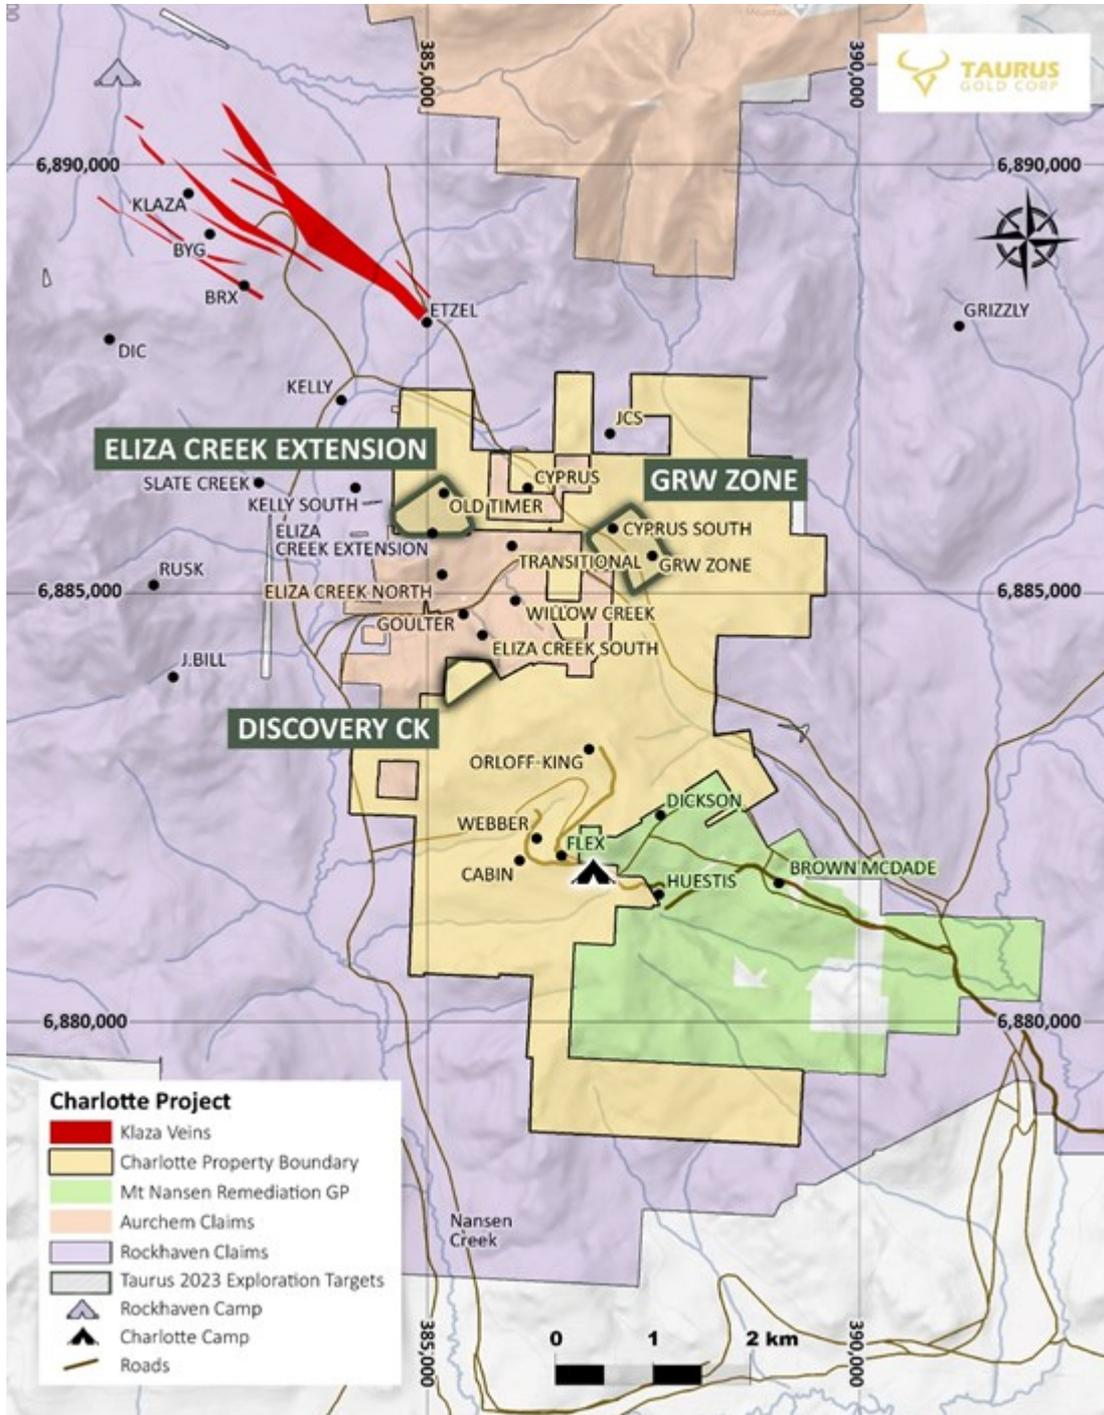 385,000
390,000
TAURUS
GOLD CORP
6,890,000
6,890,000
KLAZA
BYG
BRX
ETZEL
GRIZZLY
DIC
KELLY
JCS
ELIZA CREEK EXTENSION
GRW ZONE
SLATE CREEK
CYPRUS
KELLY SOUTH
OLD TIMER
CYPRUS SOUTH
ELIZA
CREEK EXTENSION
TRANSITIONAL
GRW ZONE
RUSK
6,885,000
6,885,000
ELIZA CREEK NORTH
WILLOW CREEK
GOULTER
ELIZA CREEK SOUTH
J.BILL
DISCOVERY CK
ORLOFF-KING
DICKSON
WEBBER
FLEX
CABIN
HUESTIS
BROWN MCDADE
6,880,000
6,880,000
Charlotte Project
Klaza Veins
Charlotte Property Boundary
Mt Nansen Remediation GP
Aurchem Claims
Rockhaven Claims
Taurus 2023 Exploration Targets
Rockhaven Camp
Charlotte Camp
Roads
Nansen
Creek
0 1 2 km
385,000
390,000